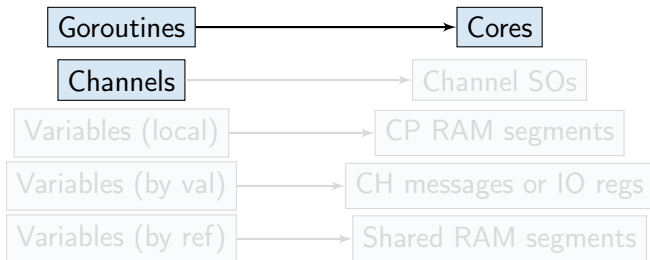 Goroutines Cores
Channels Channel SOs
Variables (local) CP RAM segments
Variables (by val) CH messages or IO regs
Variables (by ref) Shared RAM segments